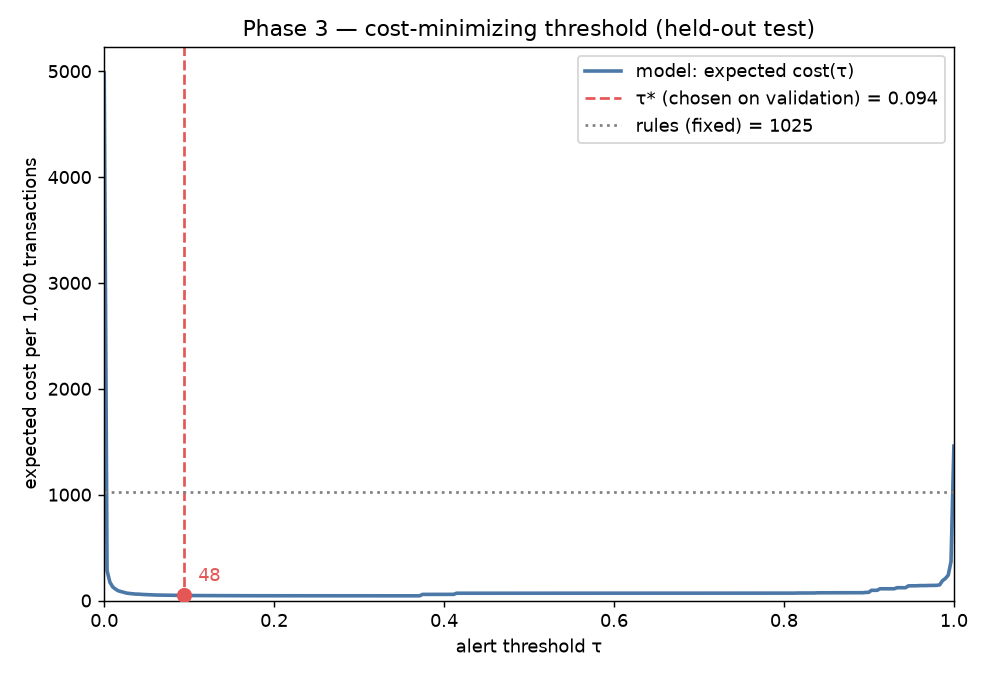 Phase 3 — cost-minimizing threshold (held-out test)
model: expected cost(τ)
τ* (chosen on validation) = 0.094
rules (fixed) = 1025
expected cost per 1,000 transactions
5000
4000
3000
2000
1000
0
48
0.0 0.2 0.4 0.6 0.8 1.0
alert threshold τ